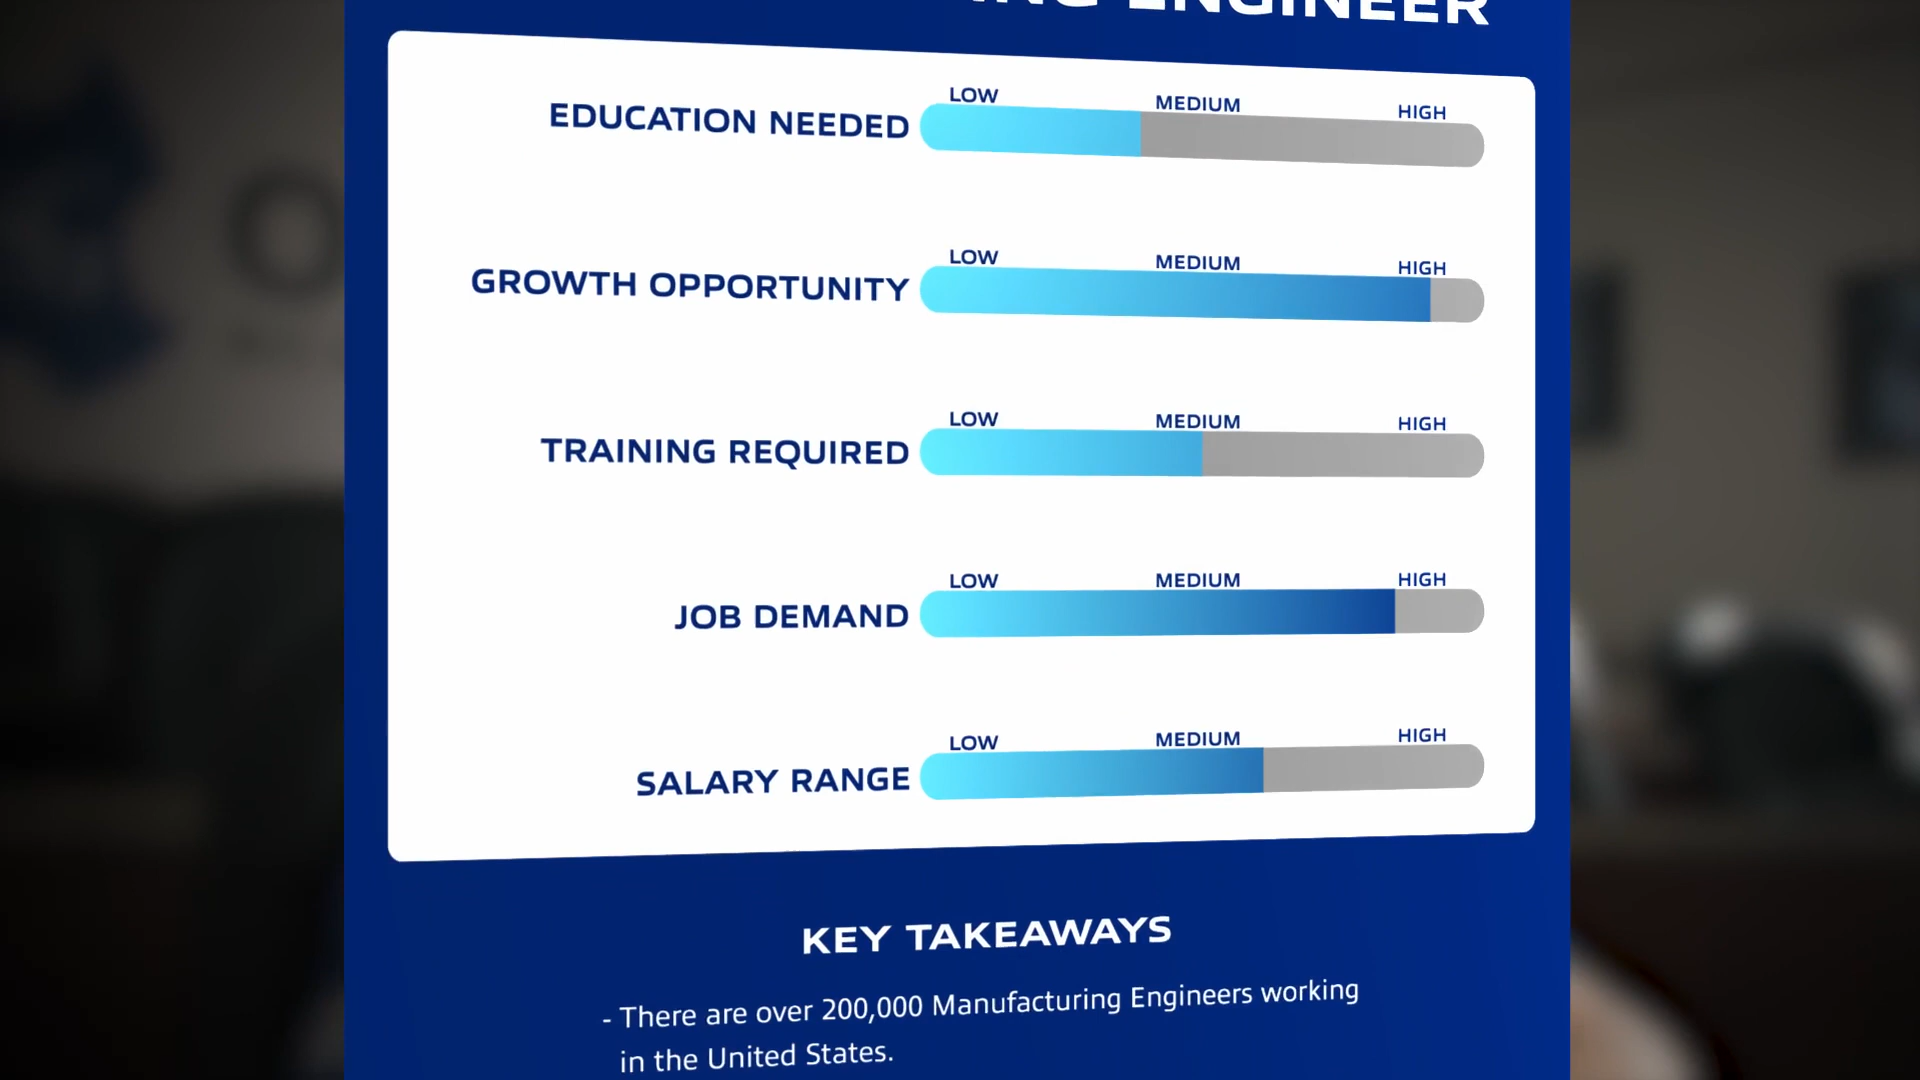 ENGINEER
LOW MEDIUM HIGH
EDUCATION NEEDED
LOW MEDIUM HIGH
GROWTH OPPORTUNITY
LOW MEDIUM HIGH
TRAINING REQUIRED
LOW MEDIUM HIGH
JOB DEMAND
LOW MEDIUM HIGH
SALARY RANGE
KEY TAKEAWAYS
- There are over 200,000 Manufacturing Engineers working
in the United States.